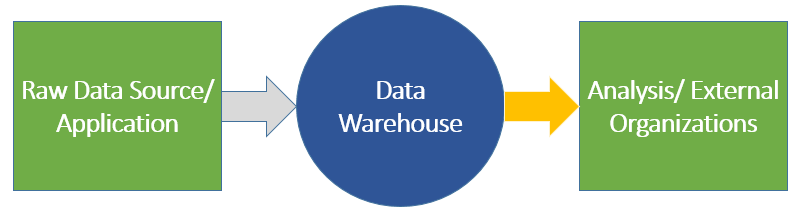 Raw Data Source/
Application
Data
Warehouse
Analysis/ External
Organizations